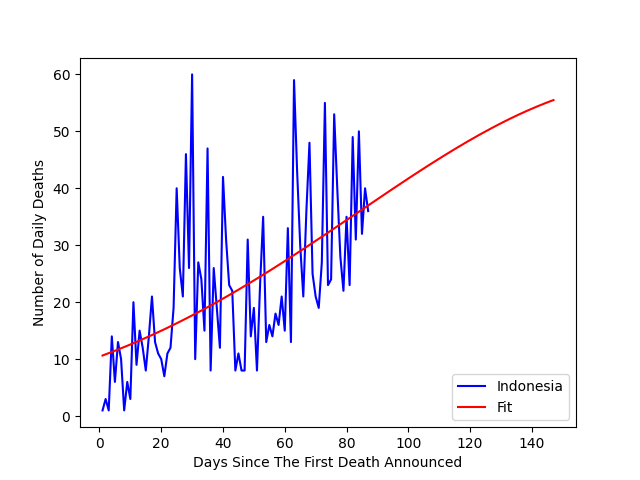 60
50
40
30
20
10
0
Number of Daily Deaths
0 20 40 60 80 100 120 140
Days Since The First Death Announced
Indonesia
Fit